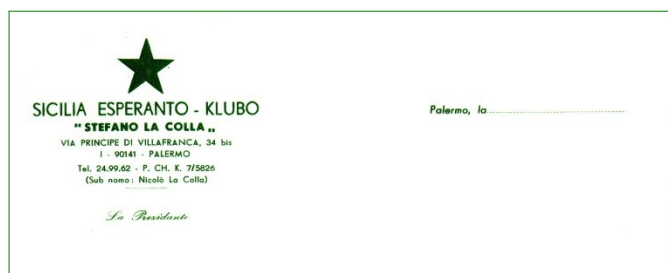 SICILIA ESPERANTO - KLUBO
"STEFANO LA COLLA„
VIA PRINCIPE DI VILLAFRANCA, 34 bis
I - 90141 - PALERMO
Tel. 24.99.62 - P. CH. K. 7/5826
(Sub nomo: Nicolò La Colla)
La Prezidanto
Palermo, la